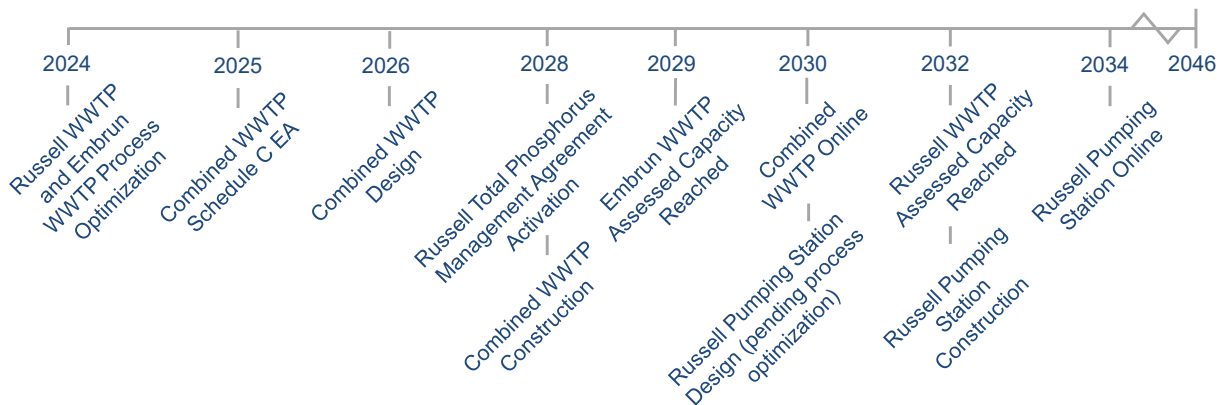 2024
2025
2026
2028
2029
2030
2032
2034
2046
Russell WWTP
and Embrun
WWTP Process
Optimization
Combined WWTP
Schedule C EA
Combined WWTP
Design
Russell Total Phosphorus
Management Agreement
Activation
Combined WWTP
Construction
Embrun WWTP
Assessed Capacity
Reached
Combined
WWTP Online
Russell Pumping Station
Design (pending process
optimization)
Russell WWTP
Assessed Capacity
Reached
Russell Pumping
Station
Construction
Russell Pumping
Station Online